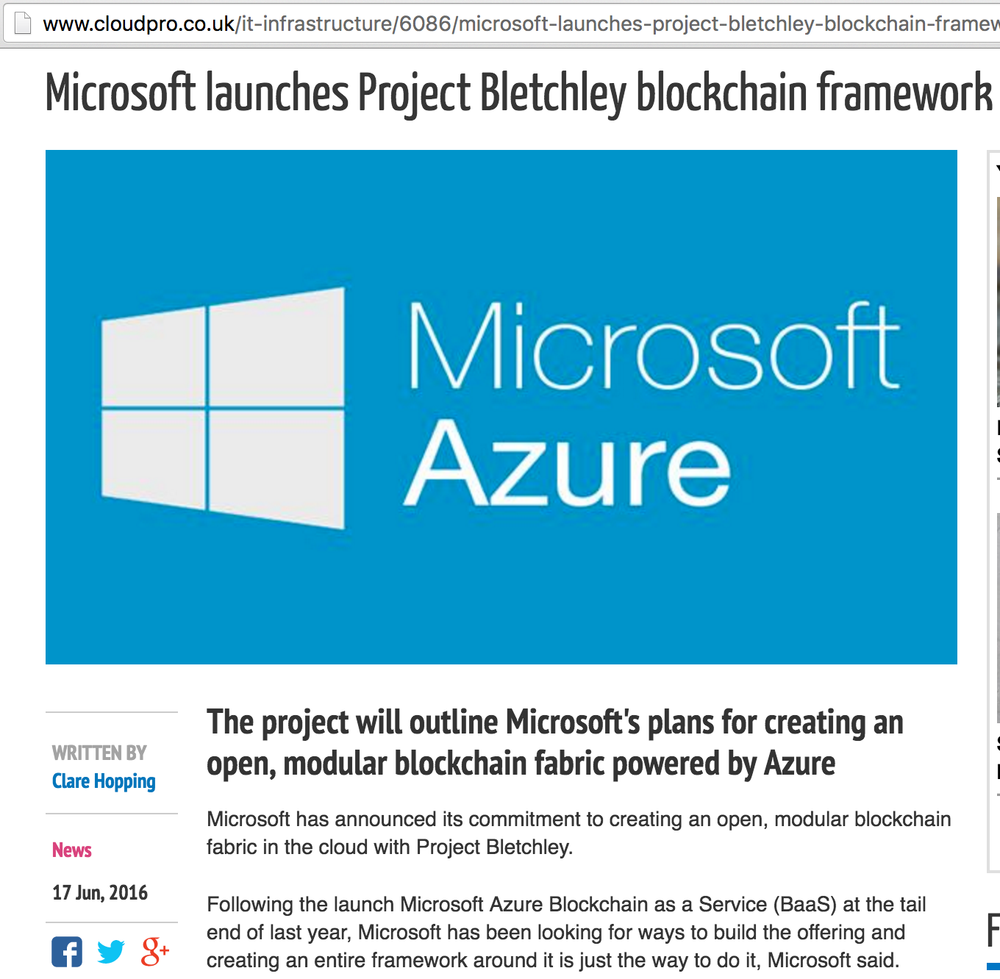 www.cloudpro.co.uk/it-infrastructure/6086/microsoft-launches-project-bletchley-blockchain-framew
Microsoft launches Project Bletchley blockchain framework
Microsoft
Azure
WRITTEN BY
Clare Hopping
News
17 Jun, 2016
The project will outline Microsoft's plans for creating an
open, modular blockchain fabric powered by Azure
Microsoft has announced its commitment to creating an open, modular blockchain
fabric in the cloud with Project Bletchley.
Following the launch Microsoft Azure Blockchain as a Service (BaaS) at the tail
end of last year, Microsoft has been looking for ways to build the offering and
creating an entire framework around it is just the way to do it, Microsoft said.